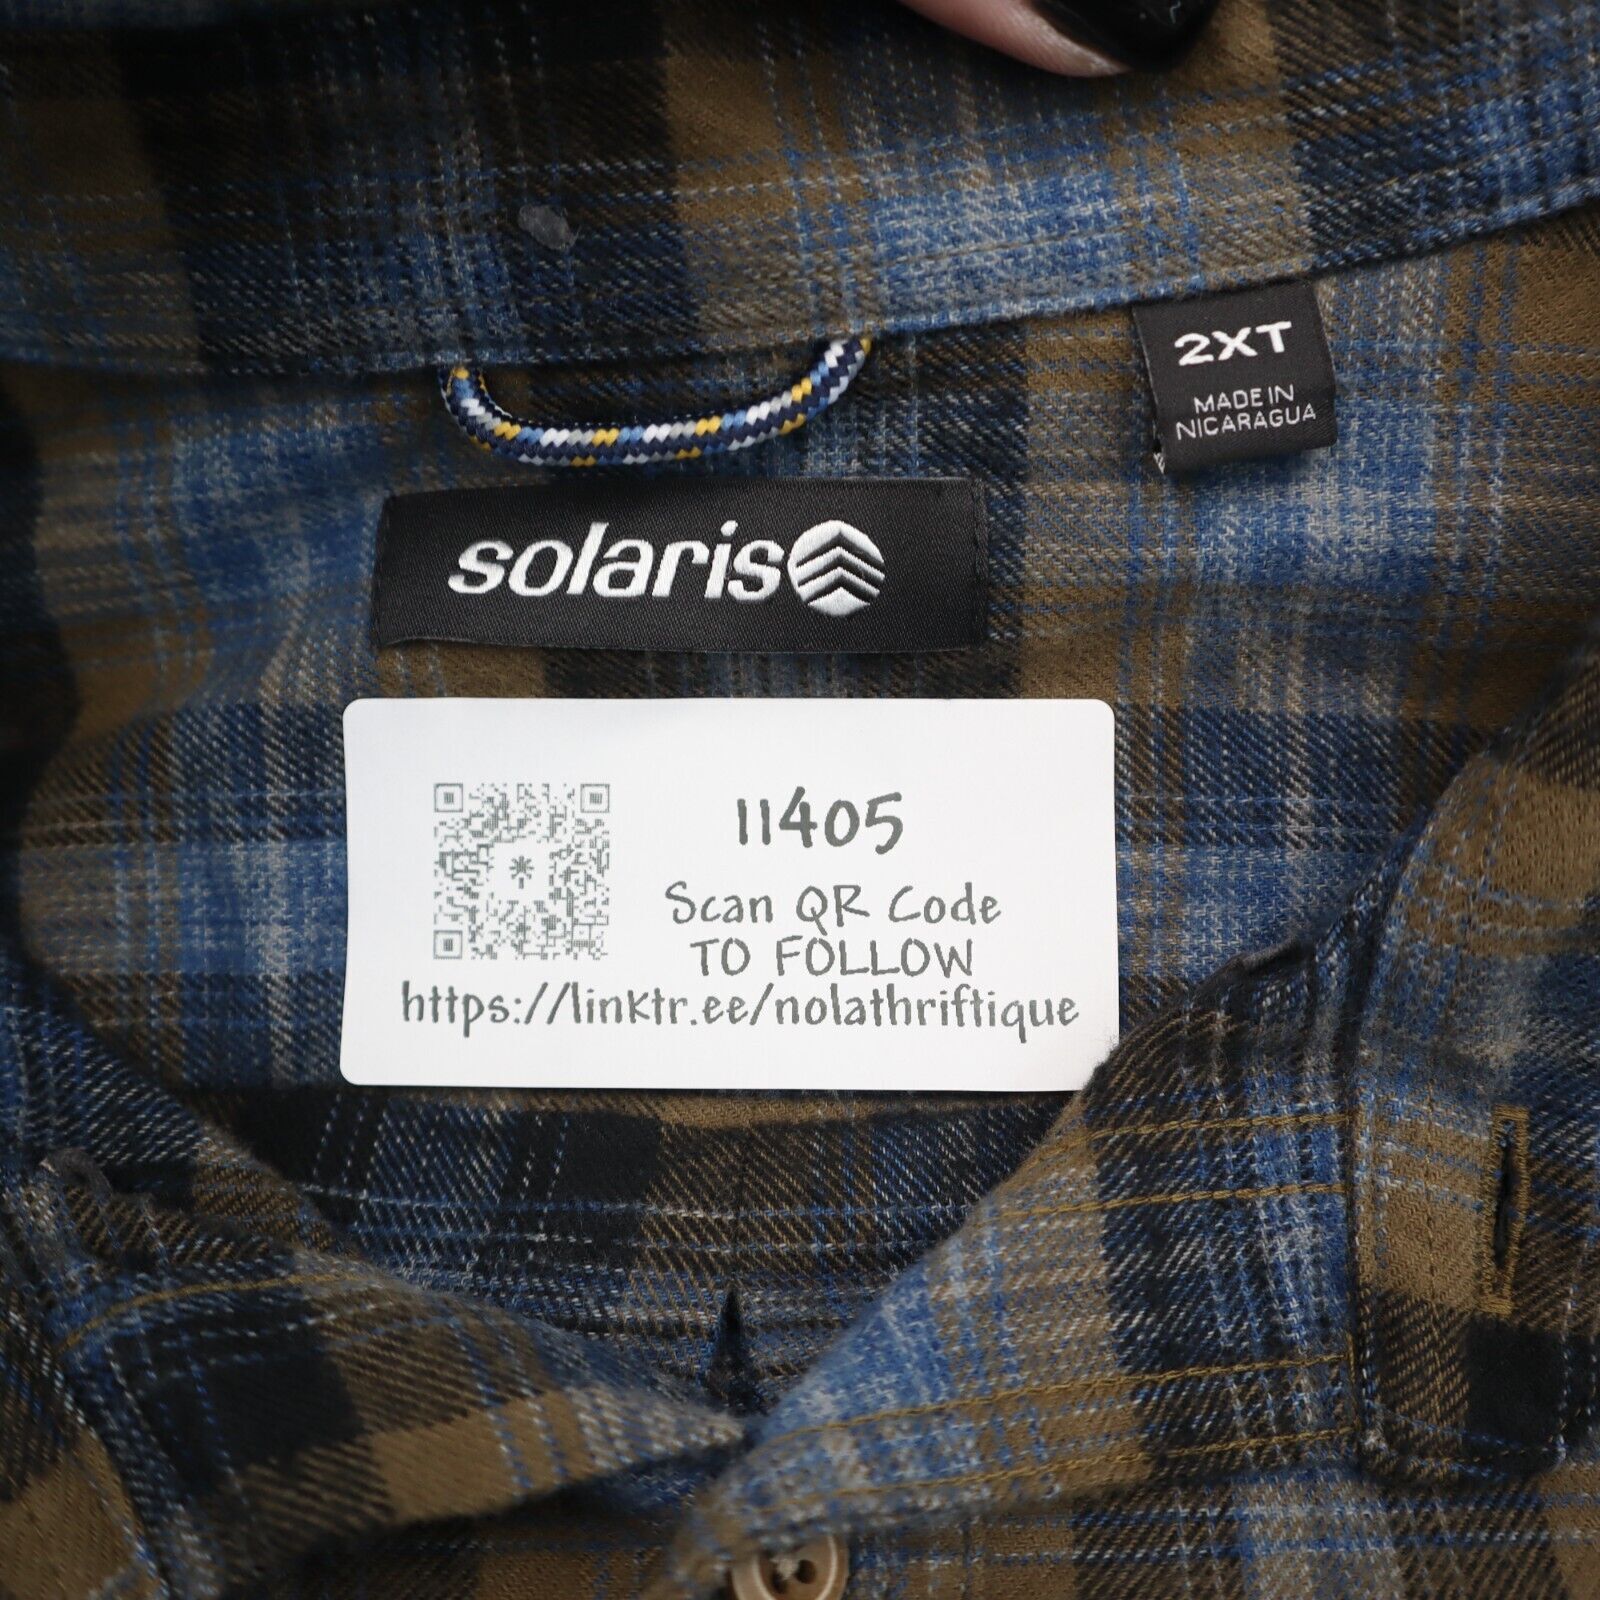 2XT
MADE IN
NICARAGUA
solaris
11405
Scan QR Code
TO FOLLOW
https://linktr.ee/nolathriftique